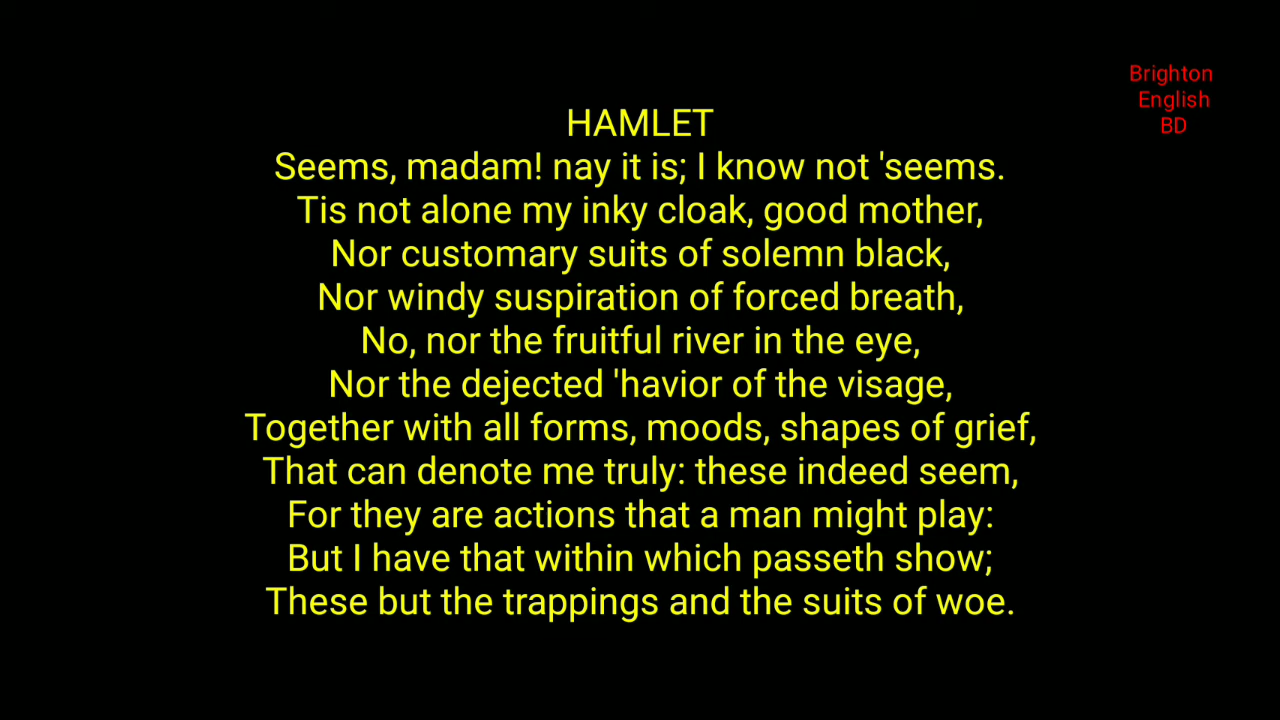 Brighton
English
BD
HAMLET
Seems, madam! nay it is; I know not 'seems.
Tis not alone my inky cloak, good mother,
Nor customary suits of solemn black,
Nor windy suspiration of forced breath,
No, nor the fruitful river in the eye,
Nor the dejected 'havior of the visage,
Together with all forms, moods, shapes of grief,
That can denote me truly: these indeed seem,
For they are actions that a man might play:
But I have that within which passeth show;
These but the trappings and the suits of woe.